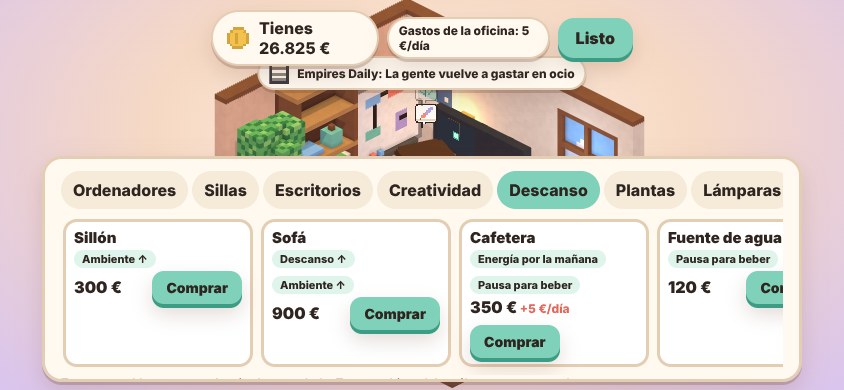 Tienes
26.825 €
Gastos de la oficina: 5
€/día
Listo
Empires Daily: La gente vuelve a gastar en ocio
Ordenadores
Sillas
Escritorios
Creatividad
Descanso
Plantas
Lámparas
Sillón
Ambiente ↑
300 €
Comprar
Sofá
Descanso ↑
Ambiente ↑
900 €
Comprar
Cafetera
Energía por la mañana
Pausa para beber
350 € +5 €/día
Comprar
Fuente de agua
Pausa para beber
120 €